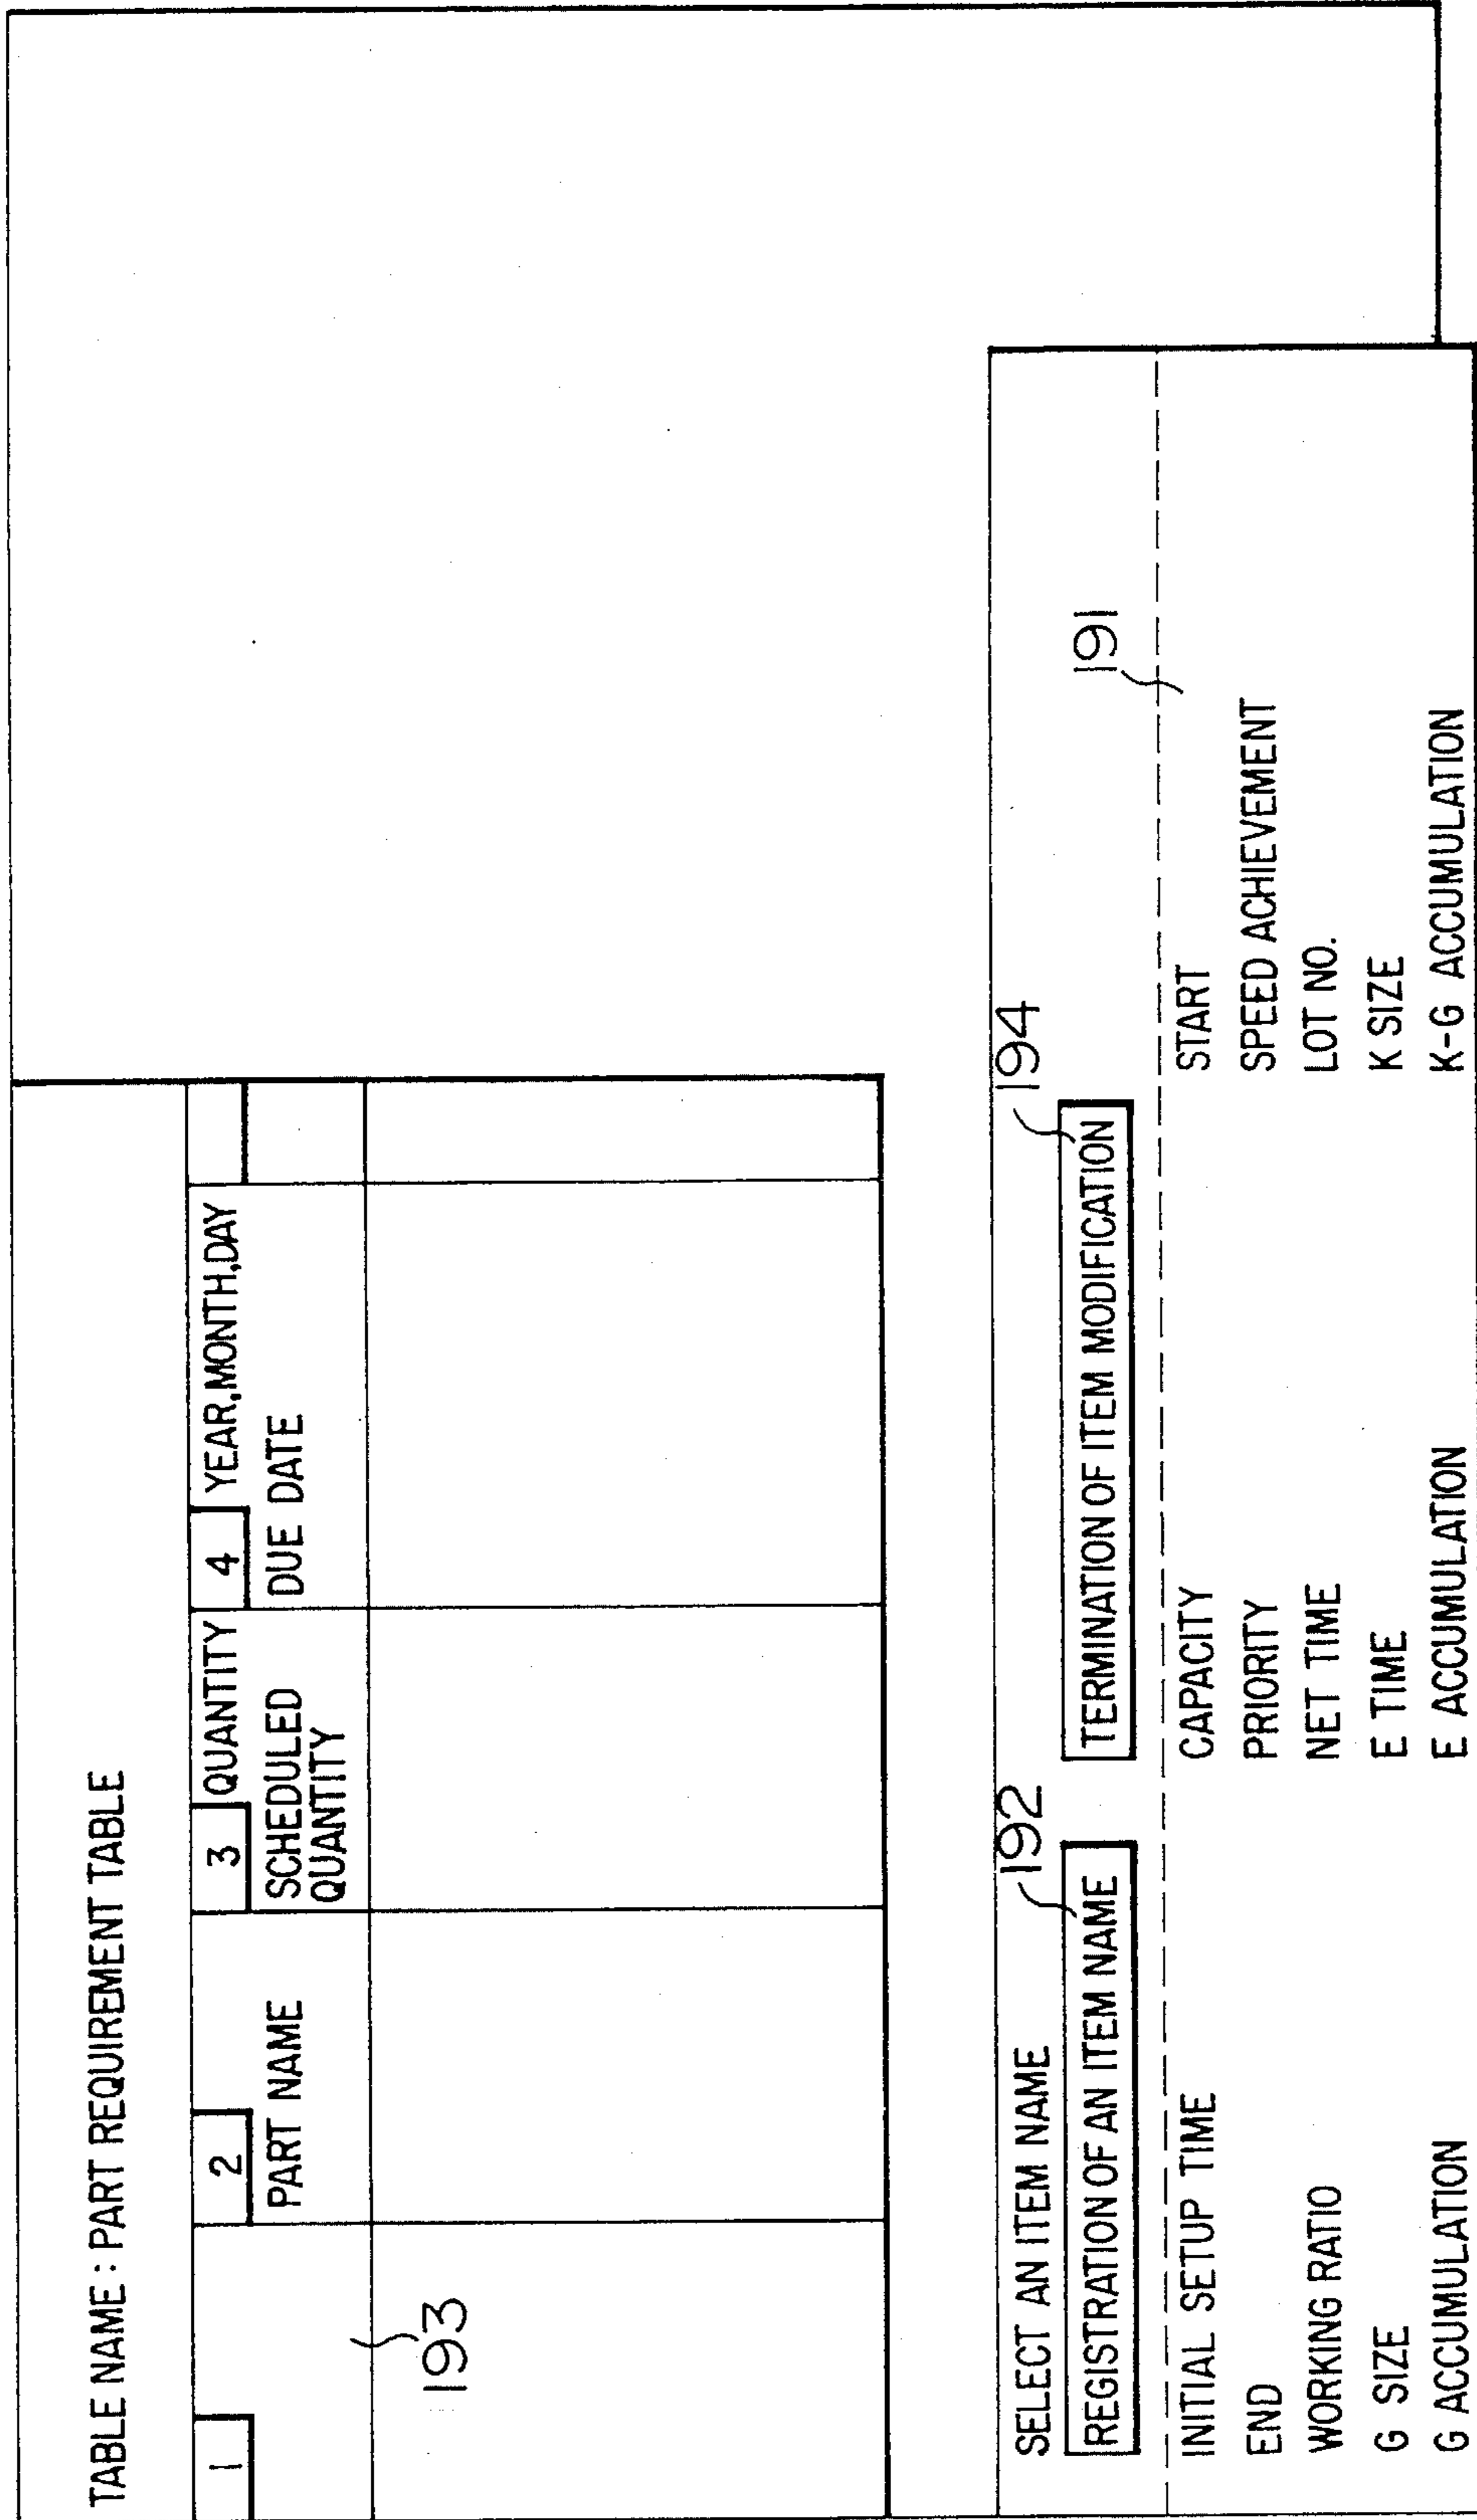 TABLE NAME : PART REQUIREMENT TABLE
1
2
3 QUANTITY
4 YEAR,MONTH,DAY
PART NAME
SCHEDULED
QUANTITY
DUE DATE
193
SELECT AN ITEM NAME
192
194
REGISTRATION OF AN ITEM NAME
TERMINATION OF ITEM MODIFICATION
191
INITIAL SETUP TIME
CAPACITY
START
END
PRIORITY
SPEED ACHIEVEMENT
WORKING RATIO
NET TIME
LOT NO.
G SIZE
E TIME
K SIZE
G ACCUMULATION
E ACCUMULATION
K-G ACCUMULATION